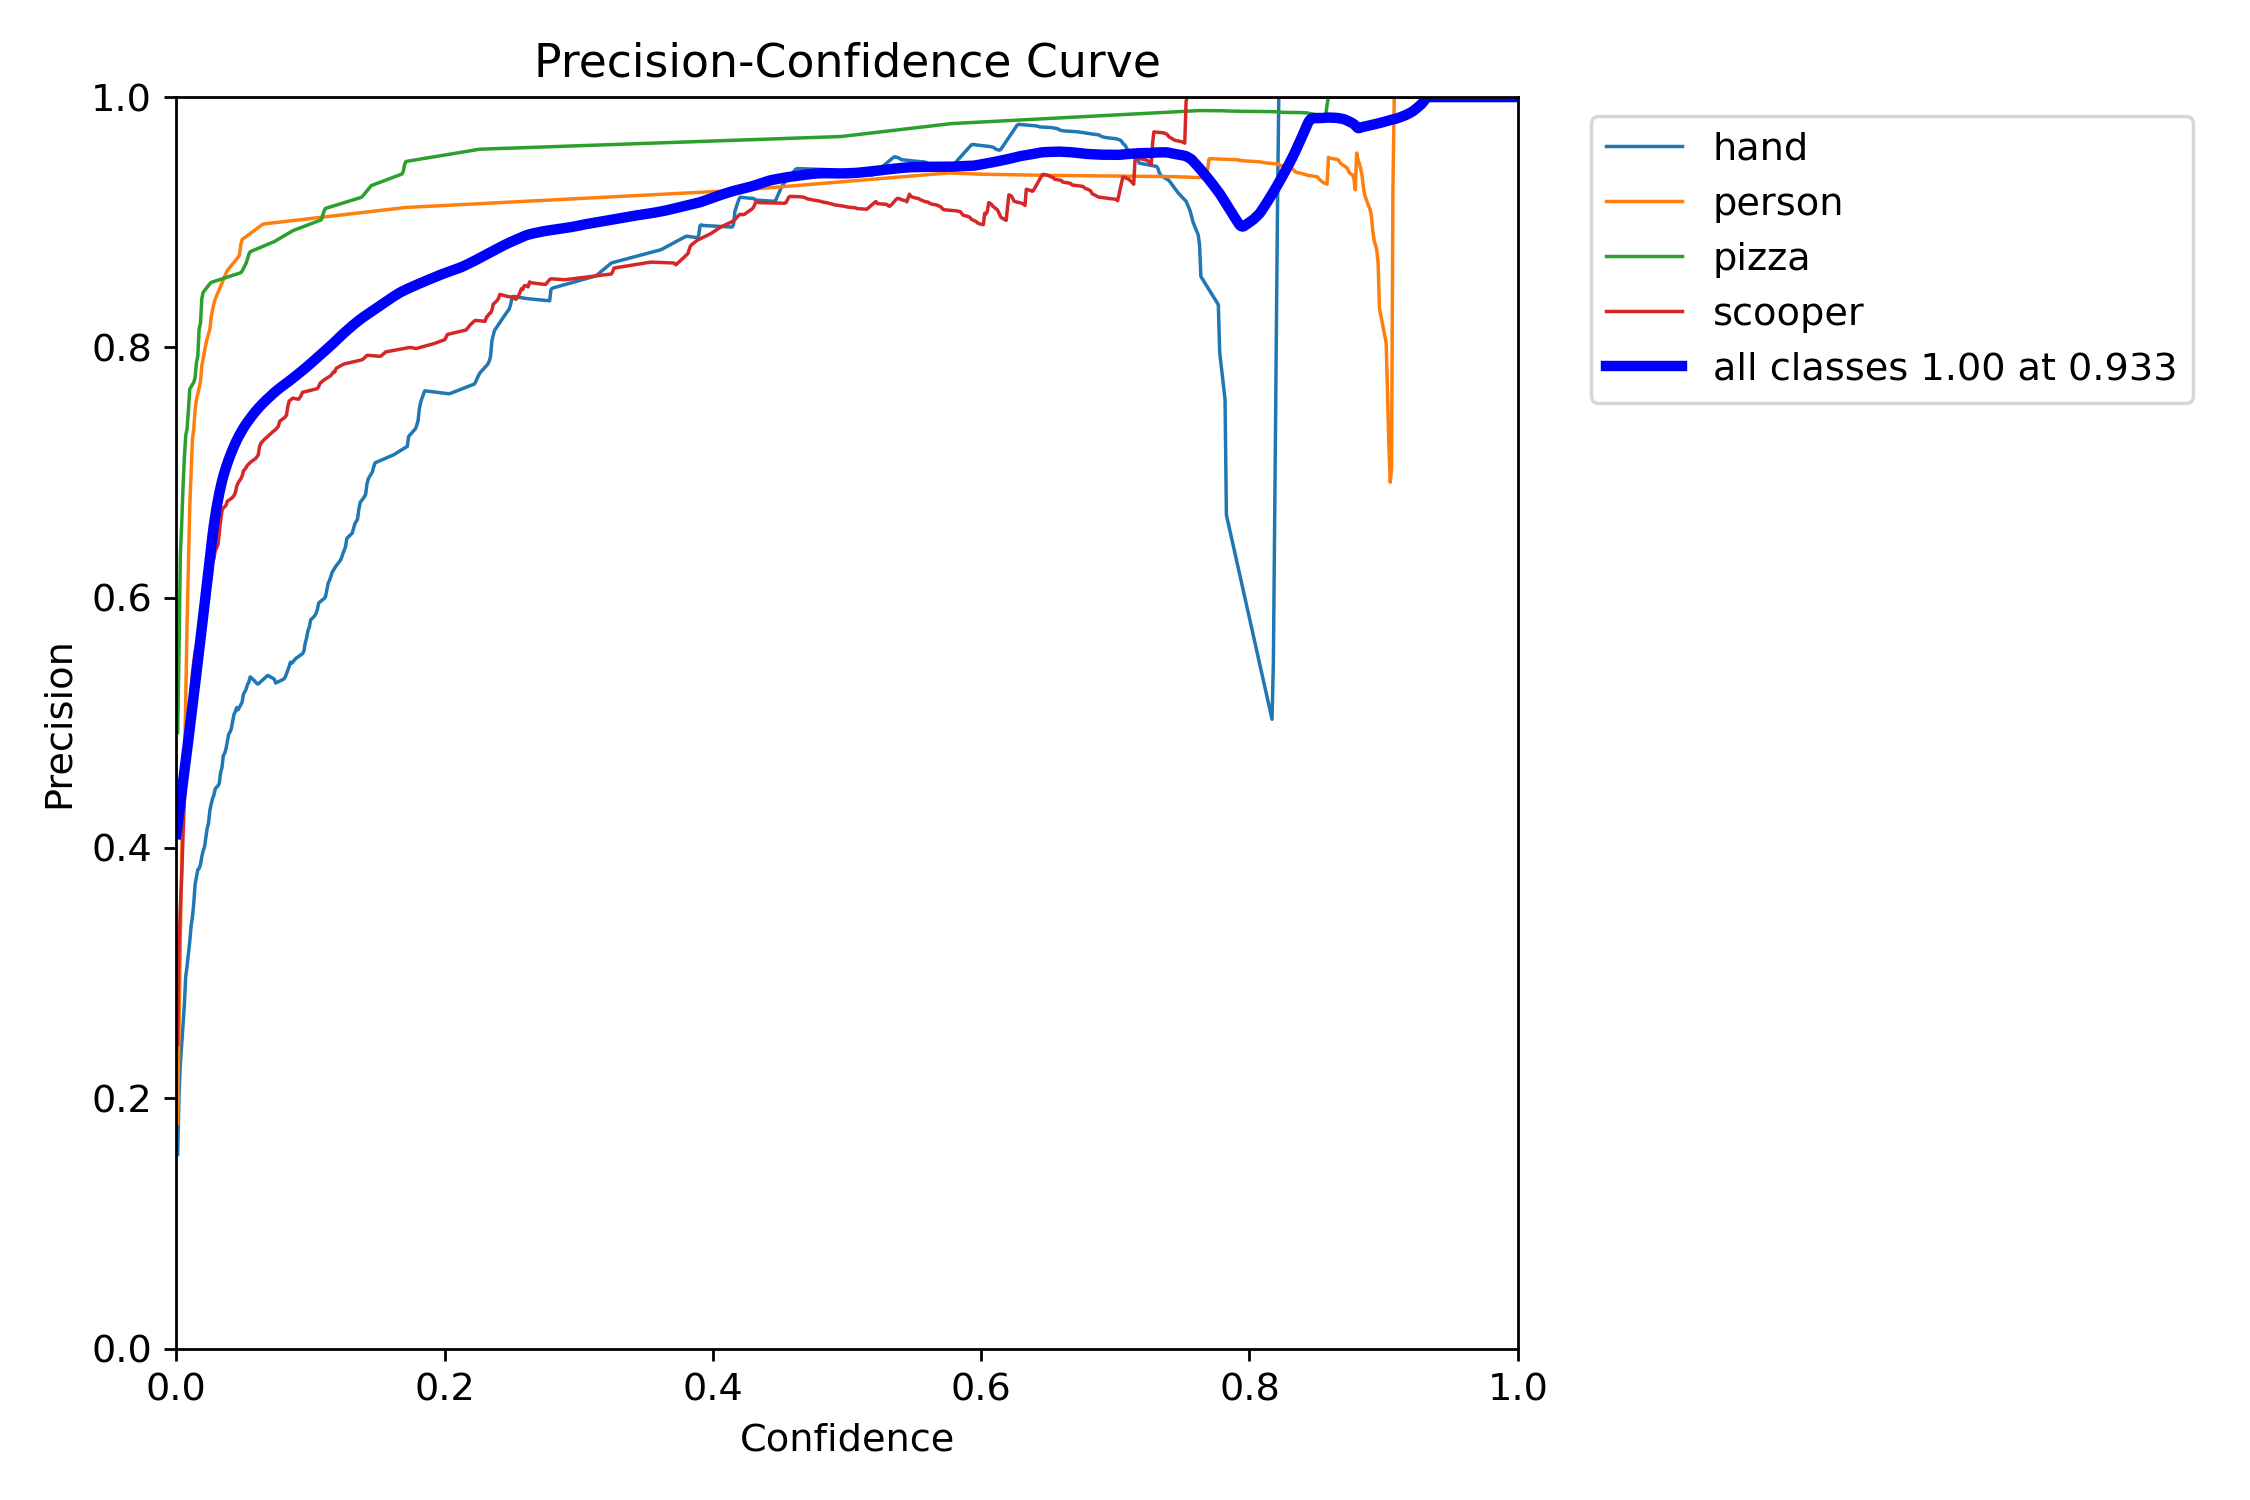 Precision-Confidence Curve
1.0
0.8
0.6
0.4
0.2
0.0
Precision
0.0 0.2 0.4 0.6 0.8 1.0
Confidence
hand
person
pizza
scooper
all classes 1.00 at 0.933